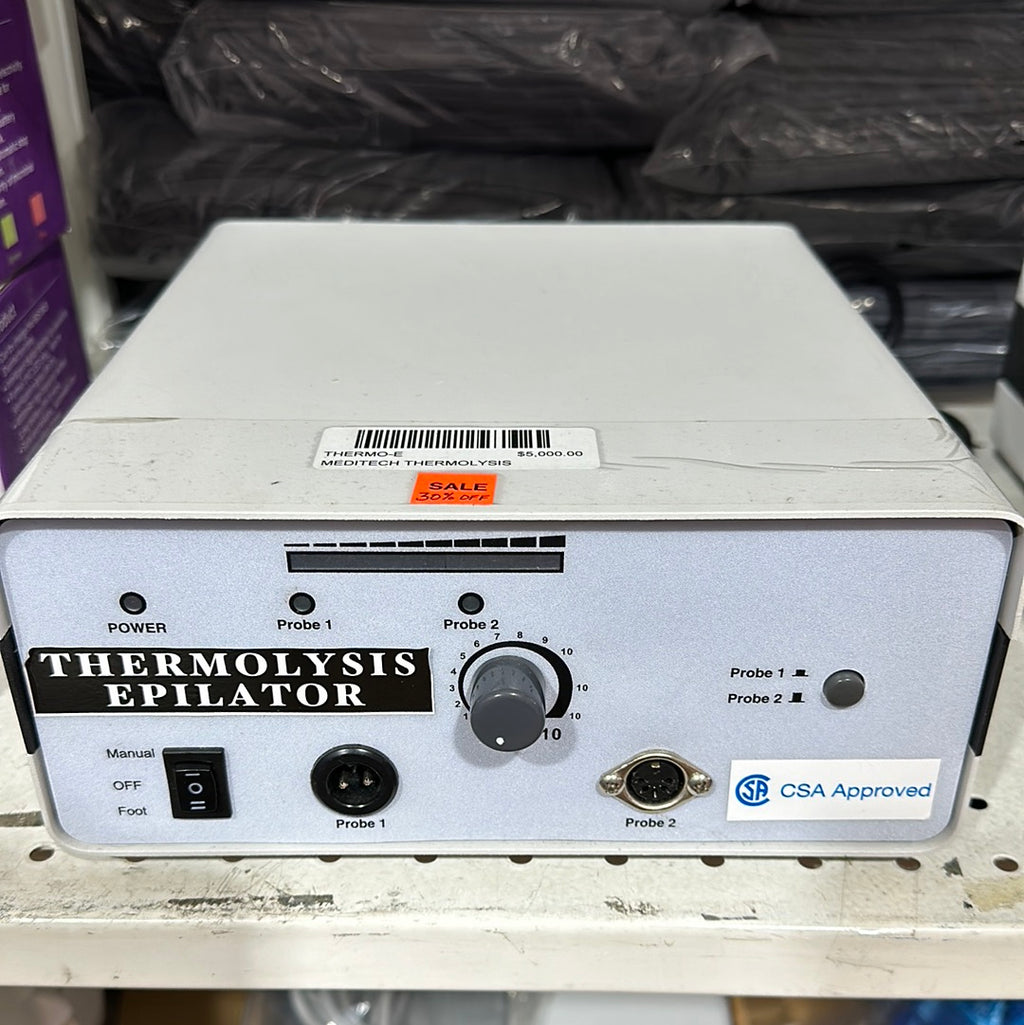 THERMO-E $5,000.00
MEDITECH THERMOLYSIS
SALE
30% OFF
POWER
Probe 1
Probe 2
THERMOLYSIS
EPILATOR
1
2
3
4
5
6
7
8
9
10
10
10
10
Probe 1
Probe 2
Manual
OFF
Foot
Probe 1
Probe 2
CSA Approved